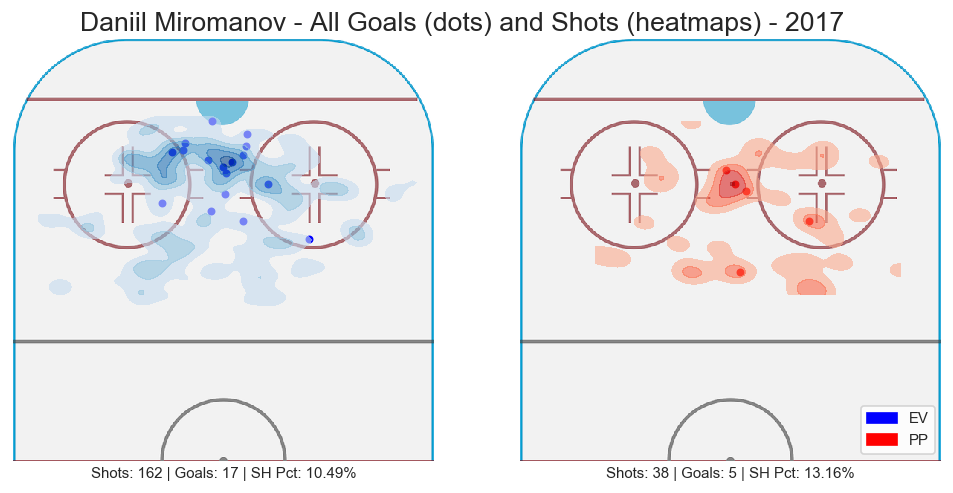 Daniil Miromanov - All Goals (dots) and Shots (heatmaps) - 2017
EV
PP
Shots: 162 | Goals: 17 | SH Pct: 10.49%
Shots: 38 | Goals: 5 | SH Pct: 13.16%